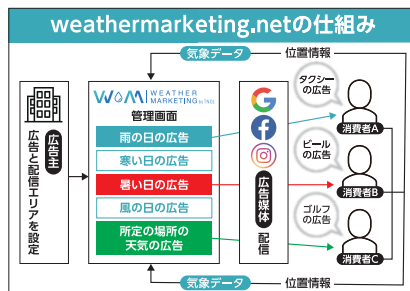 weathermarketing.netの仕組み
気象データ
位置情報
広告主
広告と配信エリアを設定
WOMI WEATHER
MARKETING
管理画面
雨の日の広告
寒い日の広告
暑い日の広告
風の日の広告
所定の場所の
天気の広告
G
広告媒体
配信
タクシー
の広告
消費者A
ビール
の広告
消費者B
ゴルフ
の広告
消費者C
気象データ
位置情報